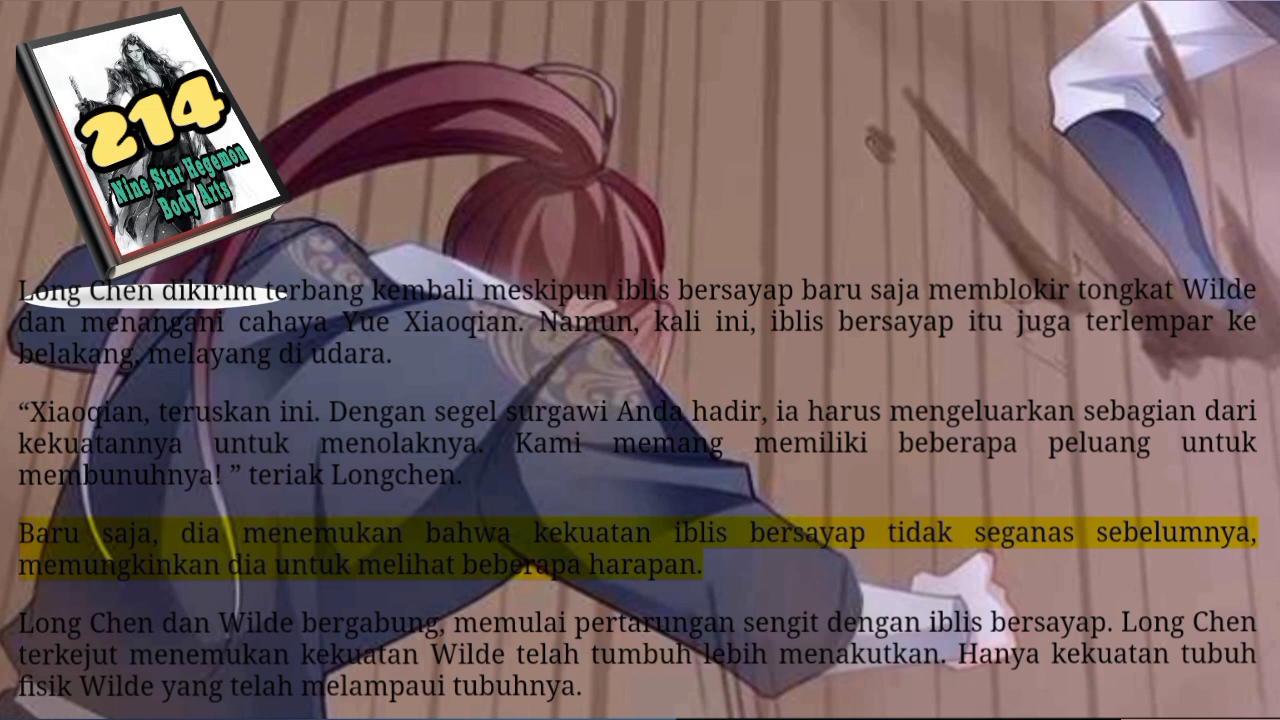 214
Nine Star Hegemon
Body Arts
Long Chen dikirim terbang kembali meskipun iblis bersayap baru saja memblokir tongkat Wilde
dan menangani cahaya Yue Xiaoqian. Namun, kali ini, iblis bersayap itu juga terlempar ke
belakang, melayang di udara.
“Xiaoqian, teruskan ini. Dengan segel surgawi Anda hadir, ia harus mengeluarkan sebagian dari
kekuatannya untuk menolaknya. Kami memang memiliki beberapa peluang untuk
membunuhnya! ” teriak Longchen.
Baru saja, dia menemukan bahwa kekuatan iblis bersayap tidak seganas sebelumnya,
memungkinkan dia untuk melihat beberapa harapan.
Long Chen dan Wilde bergabung, memulai pertarungan sengit dengan iblis bersayap. Long Chen
terkejut menemukan kekuatan Wilde telah tumbuh lebih menakutkan. Hanya kekuatan tubuh
fisik Wilde yang telah melampaui tubuhnya.